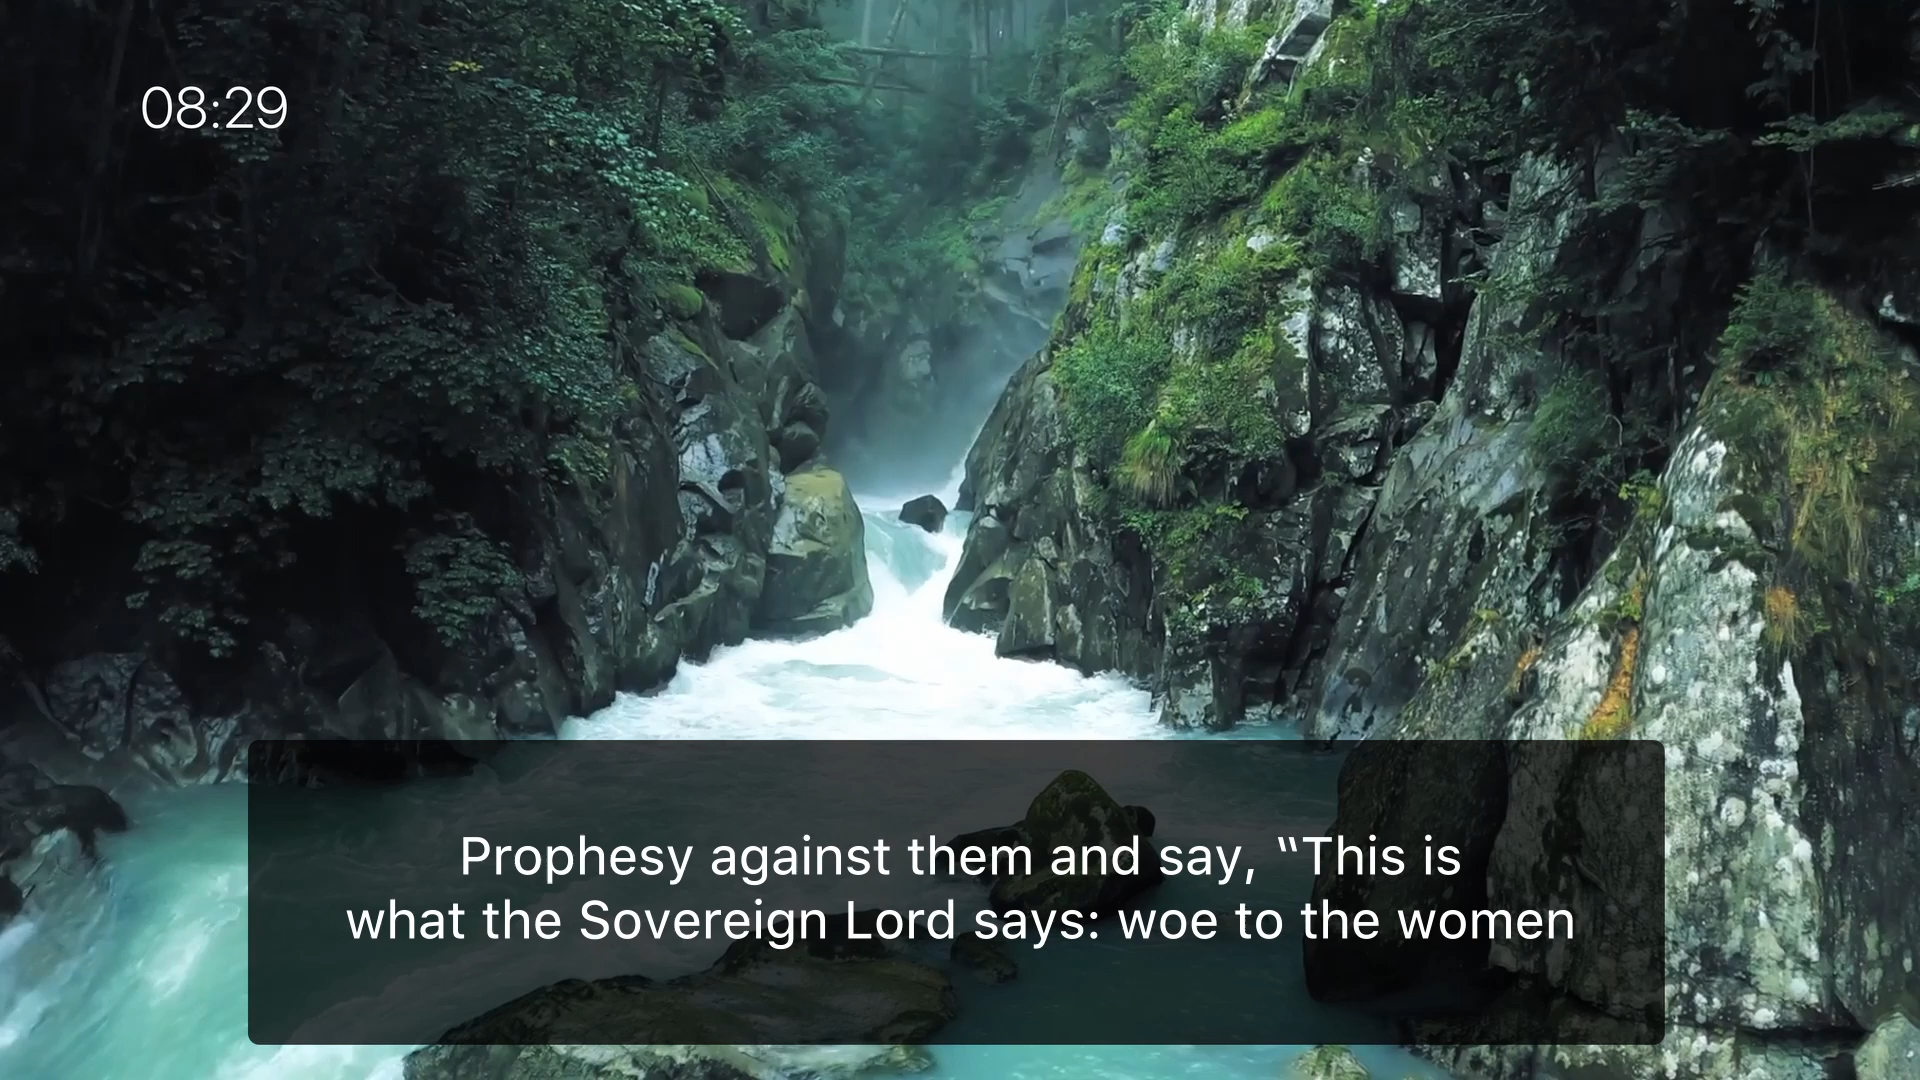 08:29
Prophesy against them and say, “This is
what the Sovereign Lord says: woe to the women